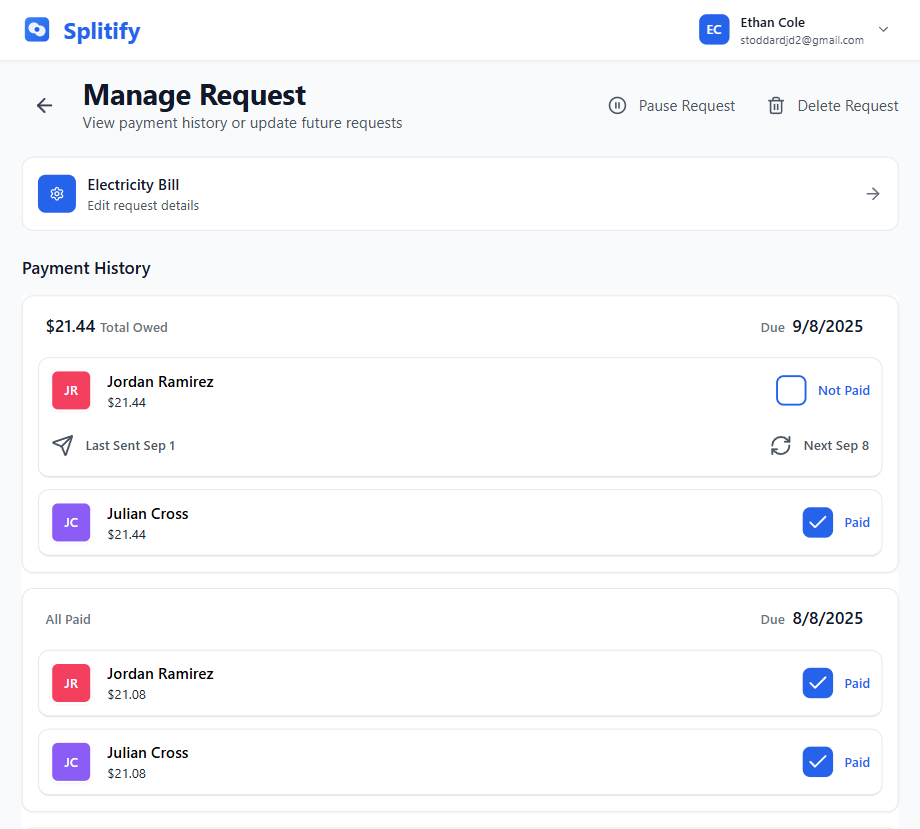 Splitify
EC
Ethan Cole
stoddardjd2@gmail.com
Manage Request
View payment history or update future requests
Pause Request
Delete Request
Electricity Bill
Edit request details
Payment History
$21.44 Total Owed
Due 9/8/2025
JR
Jordan Ramirez
$21.44
Not Paid
Last Sent Sep 1
Next Sep 8
JC
Julian Cross
$21.44
Paid
All Paid
Due 8/8/2025
JR
Jordan Ramirez
$21.08
Paid
JC
Julian Cross
$21.08
Paid